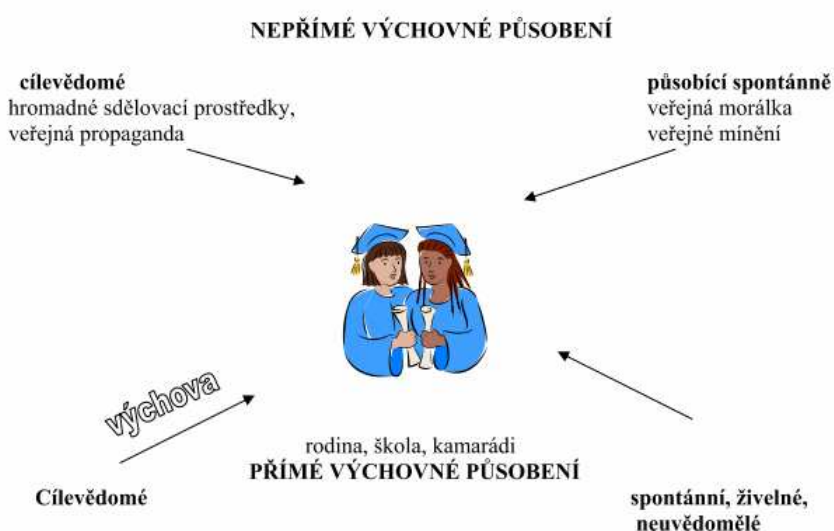 NEPŘÍMÉ VÝCHOVNÉ PŮSOBENÍ
cílevědomé
hromadné sdělovací prostředky,
veřejná propaganda
působící spontánně
veřejná morálka
veřejné mínění
výchova
rodina, škola, kamarádi
PŘÍMÉ VÝCHOVNÉ PŮSOBENÍ
Cílevědomé
spontánní, živelné,
neuvědomělé